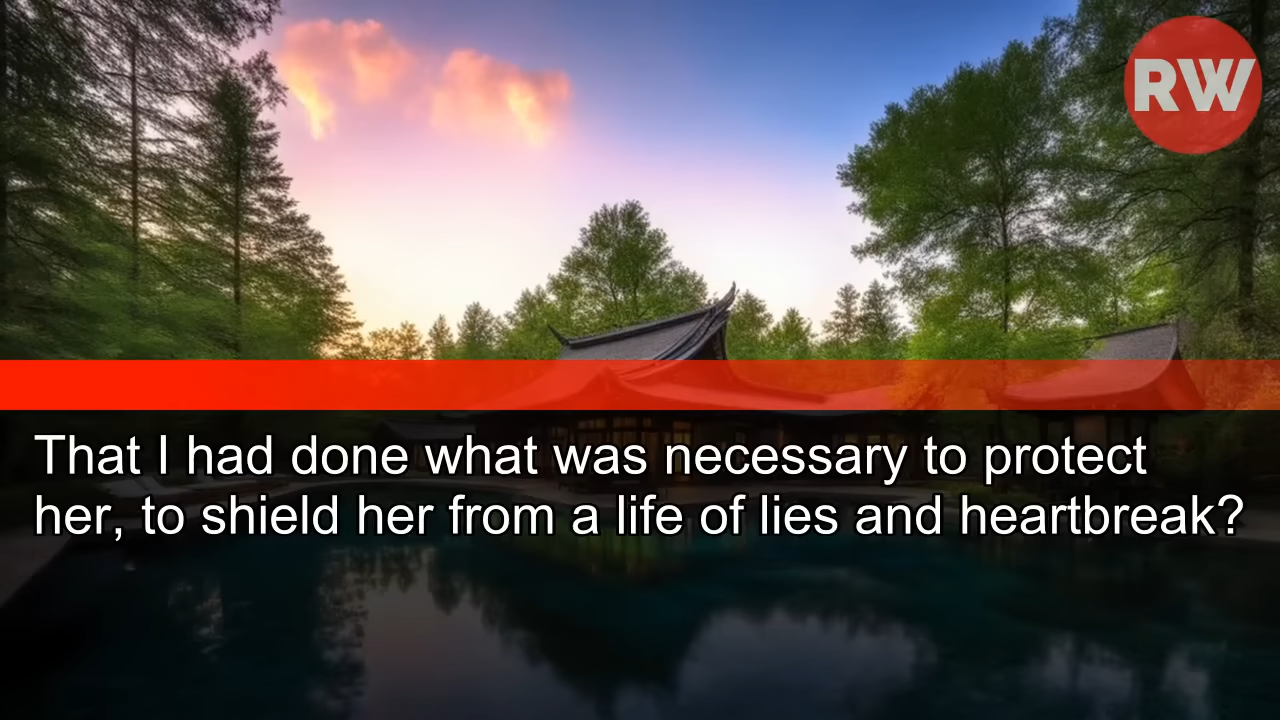 RW
That I had done what was necessary to protect
her, to shield her from a life of lies and heartbreak?